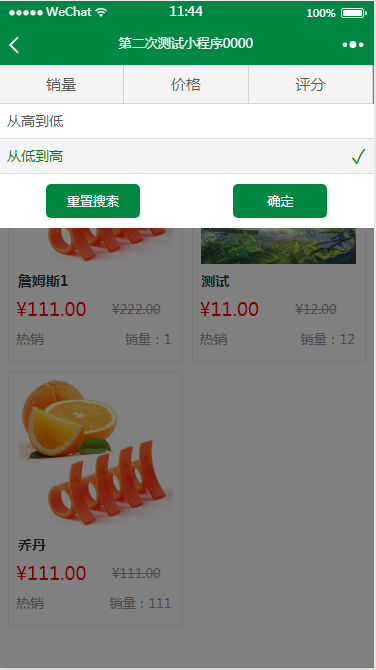 WeChat 11:44 100%
第二次测试小程序0000
销量 价格 评分
从高到低
从低到高
重置搜索 确定
詹姆斯1 测试
¥111.00 ¥222.00 ¥11.00 ¥12.00
热销 销量：1 热销 销量：12
乔丹
¥111.00 ¥111.00
热销 销量：111